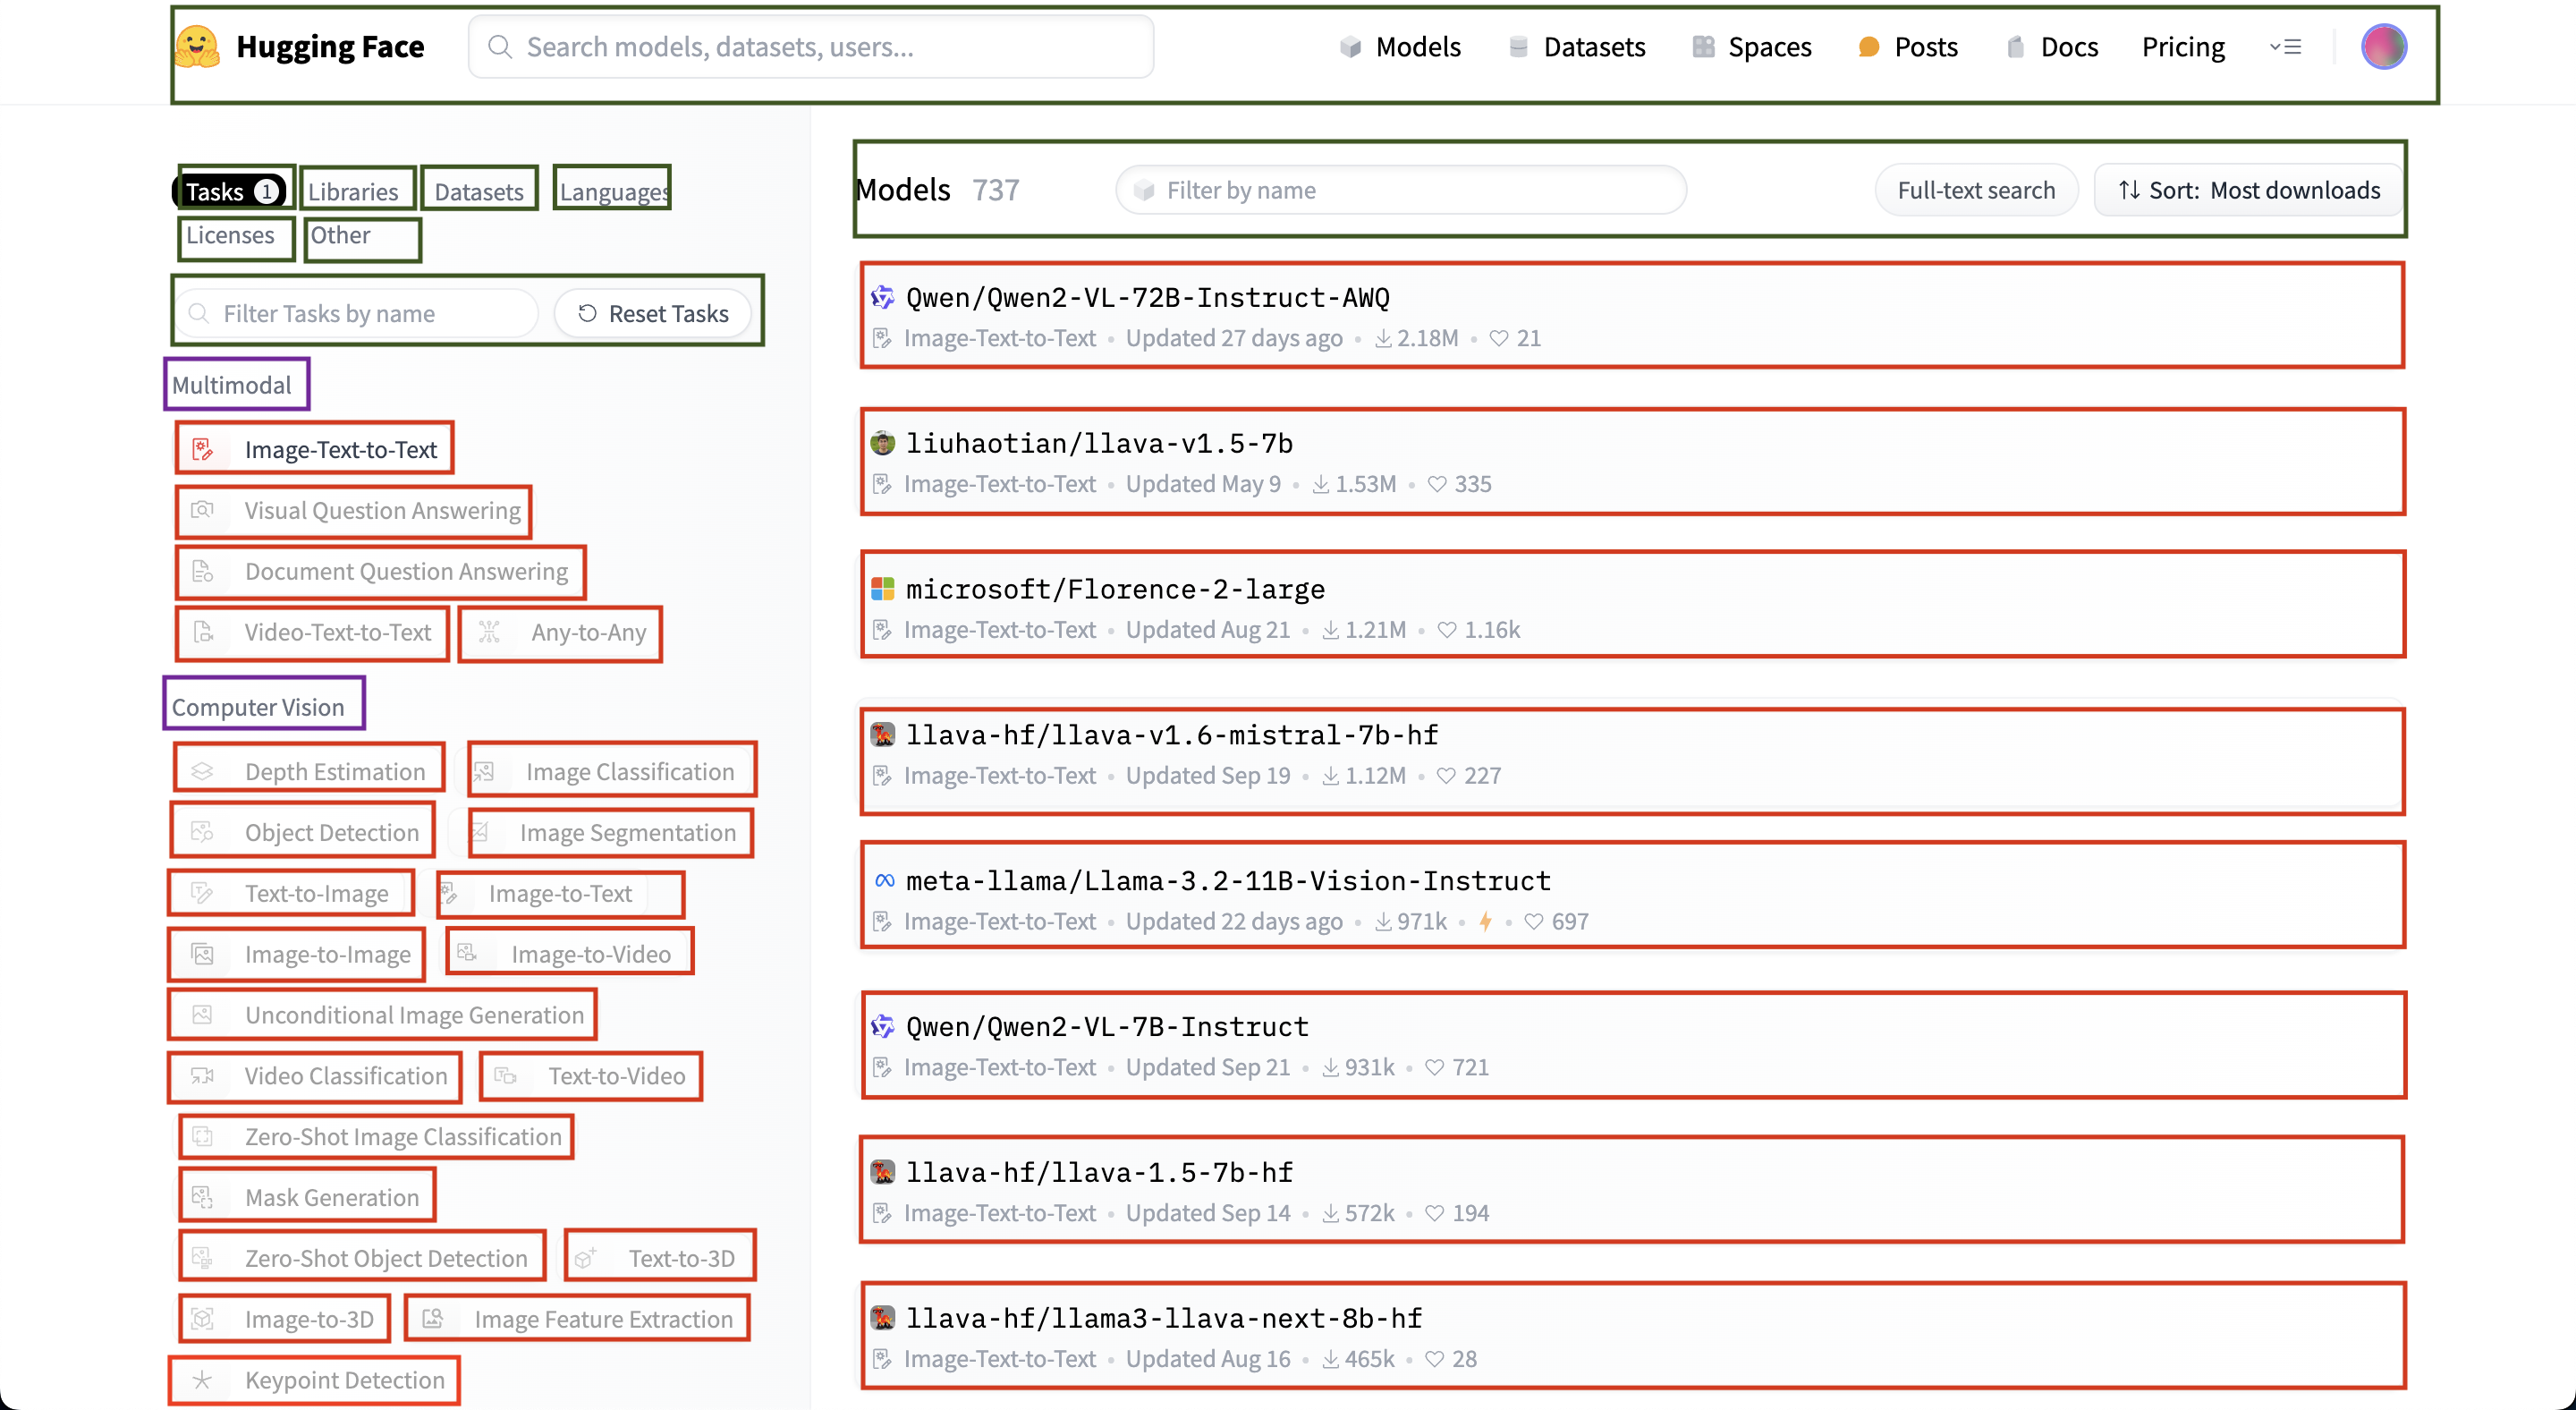 Hugging Face
Search models, datasets, users...
Models
Datasets
Spaces
Posts
Docs
Pricing
Tasks 1
Libraries
Datasets
Languages
Licenses
Other
Filter Tasks by name
Reset Tasks
Multimodal
Image-Text-to-Text
Visual Question Answering
Document Question Answering
Video-Text-to-Text
Any-to-Any
Computer Vision
Depth Estimation
Image Classification
Object Detection
Image Segmentation
Text-to-Image
Image-to-Text
Image-to-Image
Image-to-Video
Unconditional Image Generation
Video Classification
Text-to-Video
Zero-Shot Image Classification
Mask Generation
Zero-Shot Object Detection
Text-to-3D
Image-to-3D
Image Feature Extraction
Keypoint Detection
Models 737
Filter by name
Full-text search
Sort: Most downloads
Qwen/Qwen2-VL-72B-Instruct-AWQ
Image-Text-to-Text • Updated 27 days ago • 2.18M • 21
liuhaotian/llava-v1.5-7b
Image-Text-to-Text • Updated May 9 • 1.53M • 335
microsoft/Florence-2-large
Image-Text-to-Text • Updated Aug 21 • 1.21M • 1.16k
llava-hf/llava-v1.6-mistral-7b-hf
Image-Text-to-Text • Updated Sep 19 • 1.12M • 227
meta-llama/Llama-3.2-11B-Vision-Instruct
Image-Text-to-Text • Updated 22 days ago • 971k • • 697
Qwen/Qwen2-VL-7B-Instruct
Image-Text-to-Text • Updated Sep 21 • 931k • 721
llava-hf/llava-1.5-7b-hf
Image-Text-to-Text • Updated Sep 14 • 572k • 194
llava-hf/llama3-llava-next-8b-hf
Image-Text-to-Text • Updated Aug 16 • 465k • 28